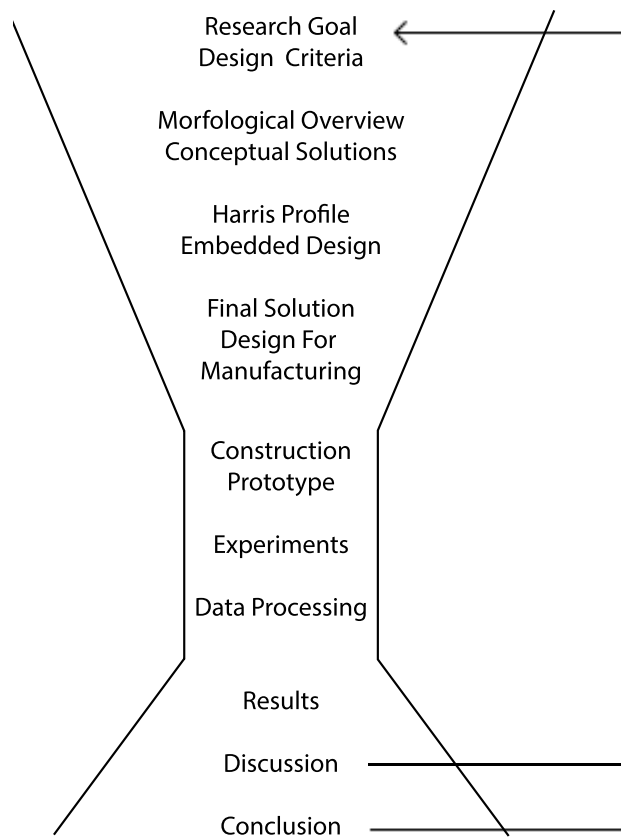 Research Goal
Design Criteria
Morfological Overview
Conceptual Solutions
Harris Profile
Embedded Design
Final Solution
Design For
Manufacturing
Construction
Prototype
Experiments
Data Processing
Results
Discussion
Conclusion